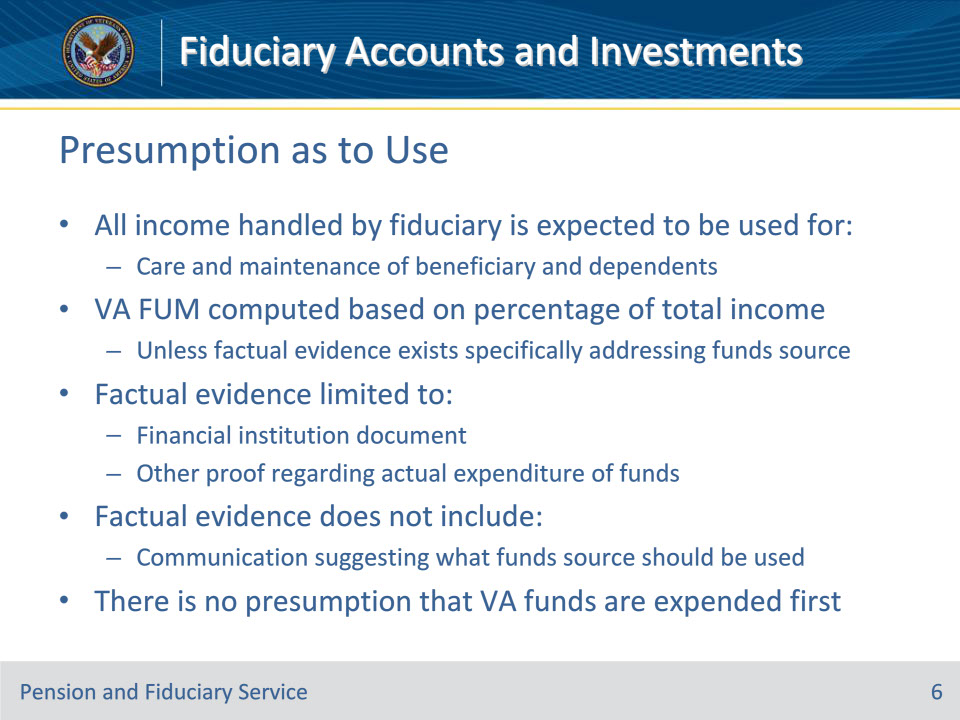 Fiduciary Accounts and Investments
Presumption as to Use
• All income handled by fiduciary is expected to be used for:
– Care and maintenance of beneficiary and dependents
• VA FUM computed based on percentage of total income
– Unless factual evidence exists specifically addressing funds source
• Factual evidence limited to:
– Financial institution document
– Other proof regarding actual expenditure of funds
• Factual evidence does not include:
– Communication suggesting what funds source should be used
• There is no presumption that VA funds are expended first
Pension and Fiduciary Service 6